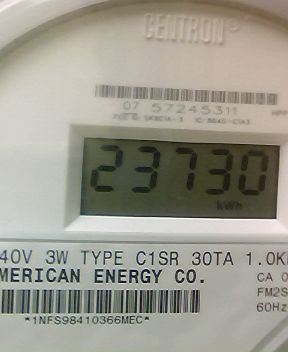 CENTRON®
07 57245311
23730
kWh
40V 3W TYPE C1SR 30TA 1.0K
MERICAN ENERGY CO.
CA 0
FM2S
60Hz
*1NFS98410366MEC*